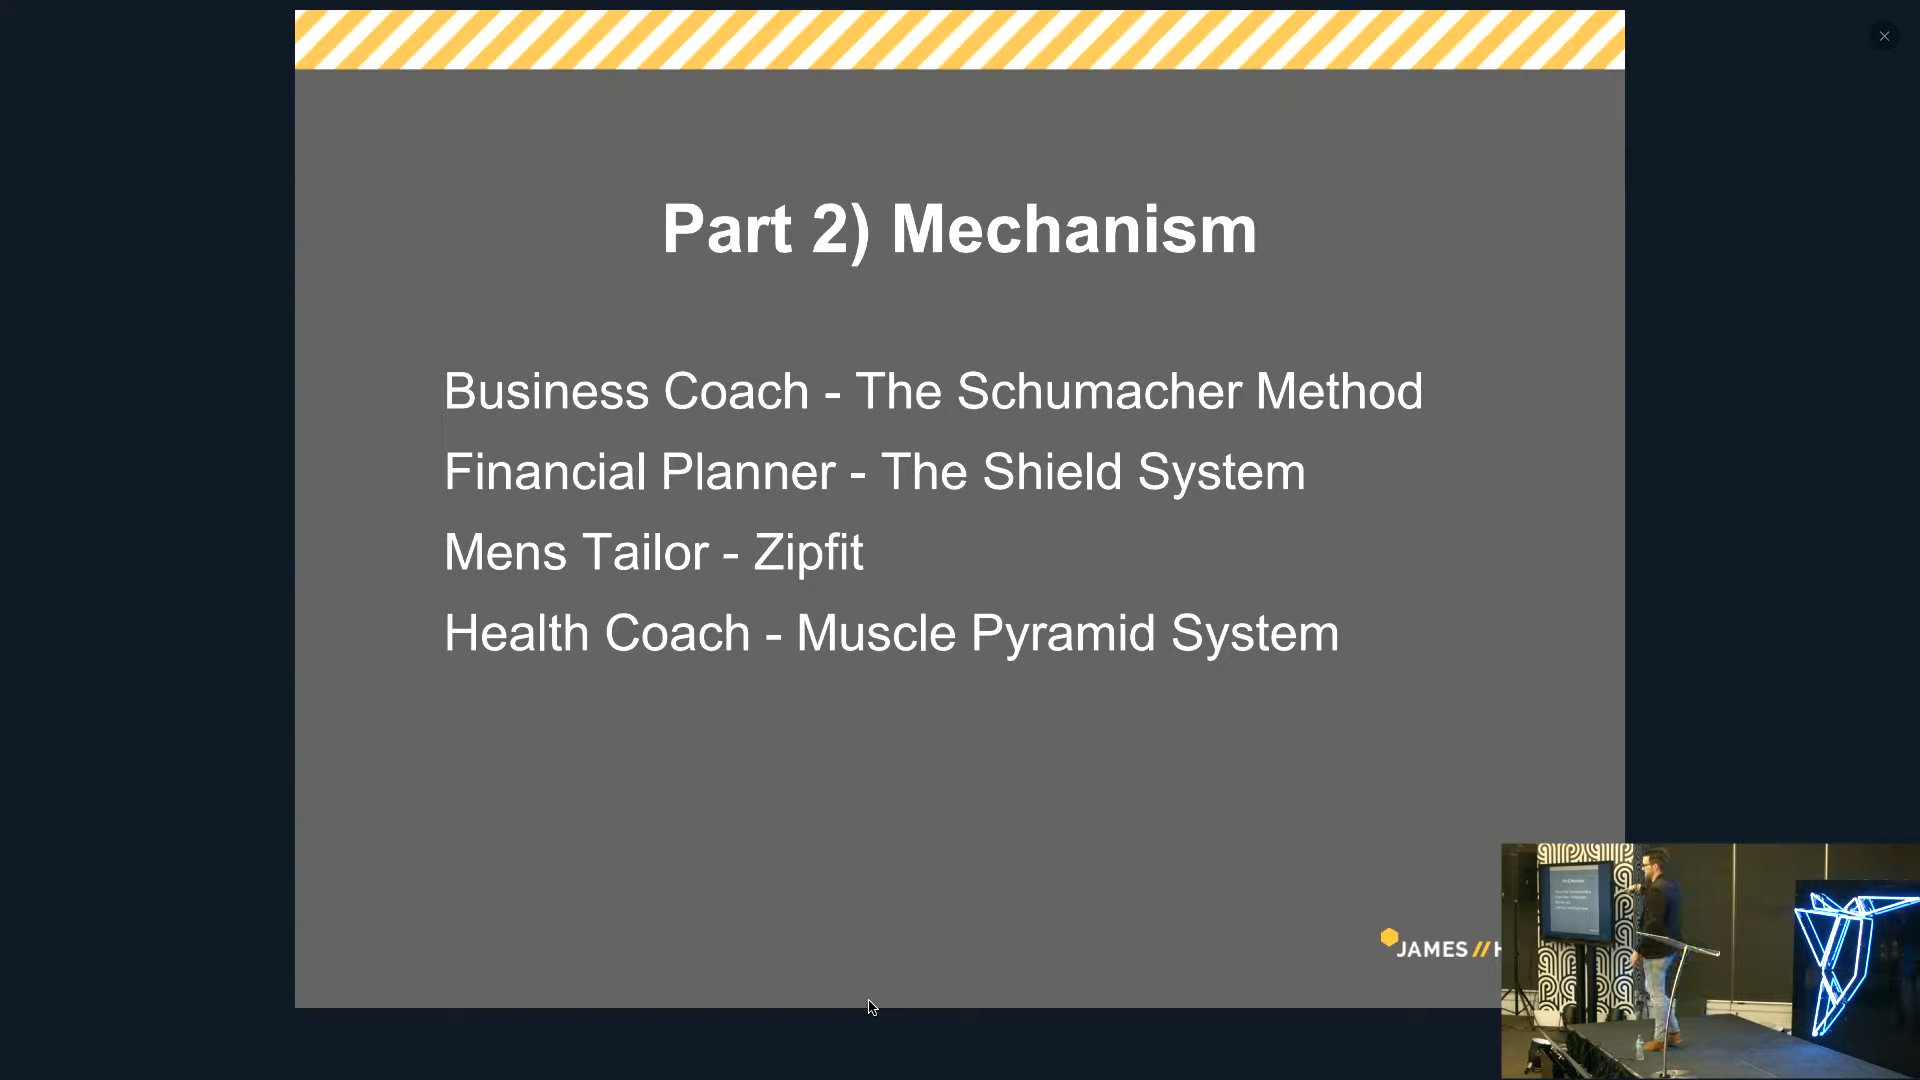 Part 2) Mechanism
Business Coach - The Schumacher Method
Financial Planner - The Shield System
Mens Tailor - Zipfit
Health Coach - Muscle Pyramid System
JAMES //